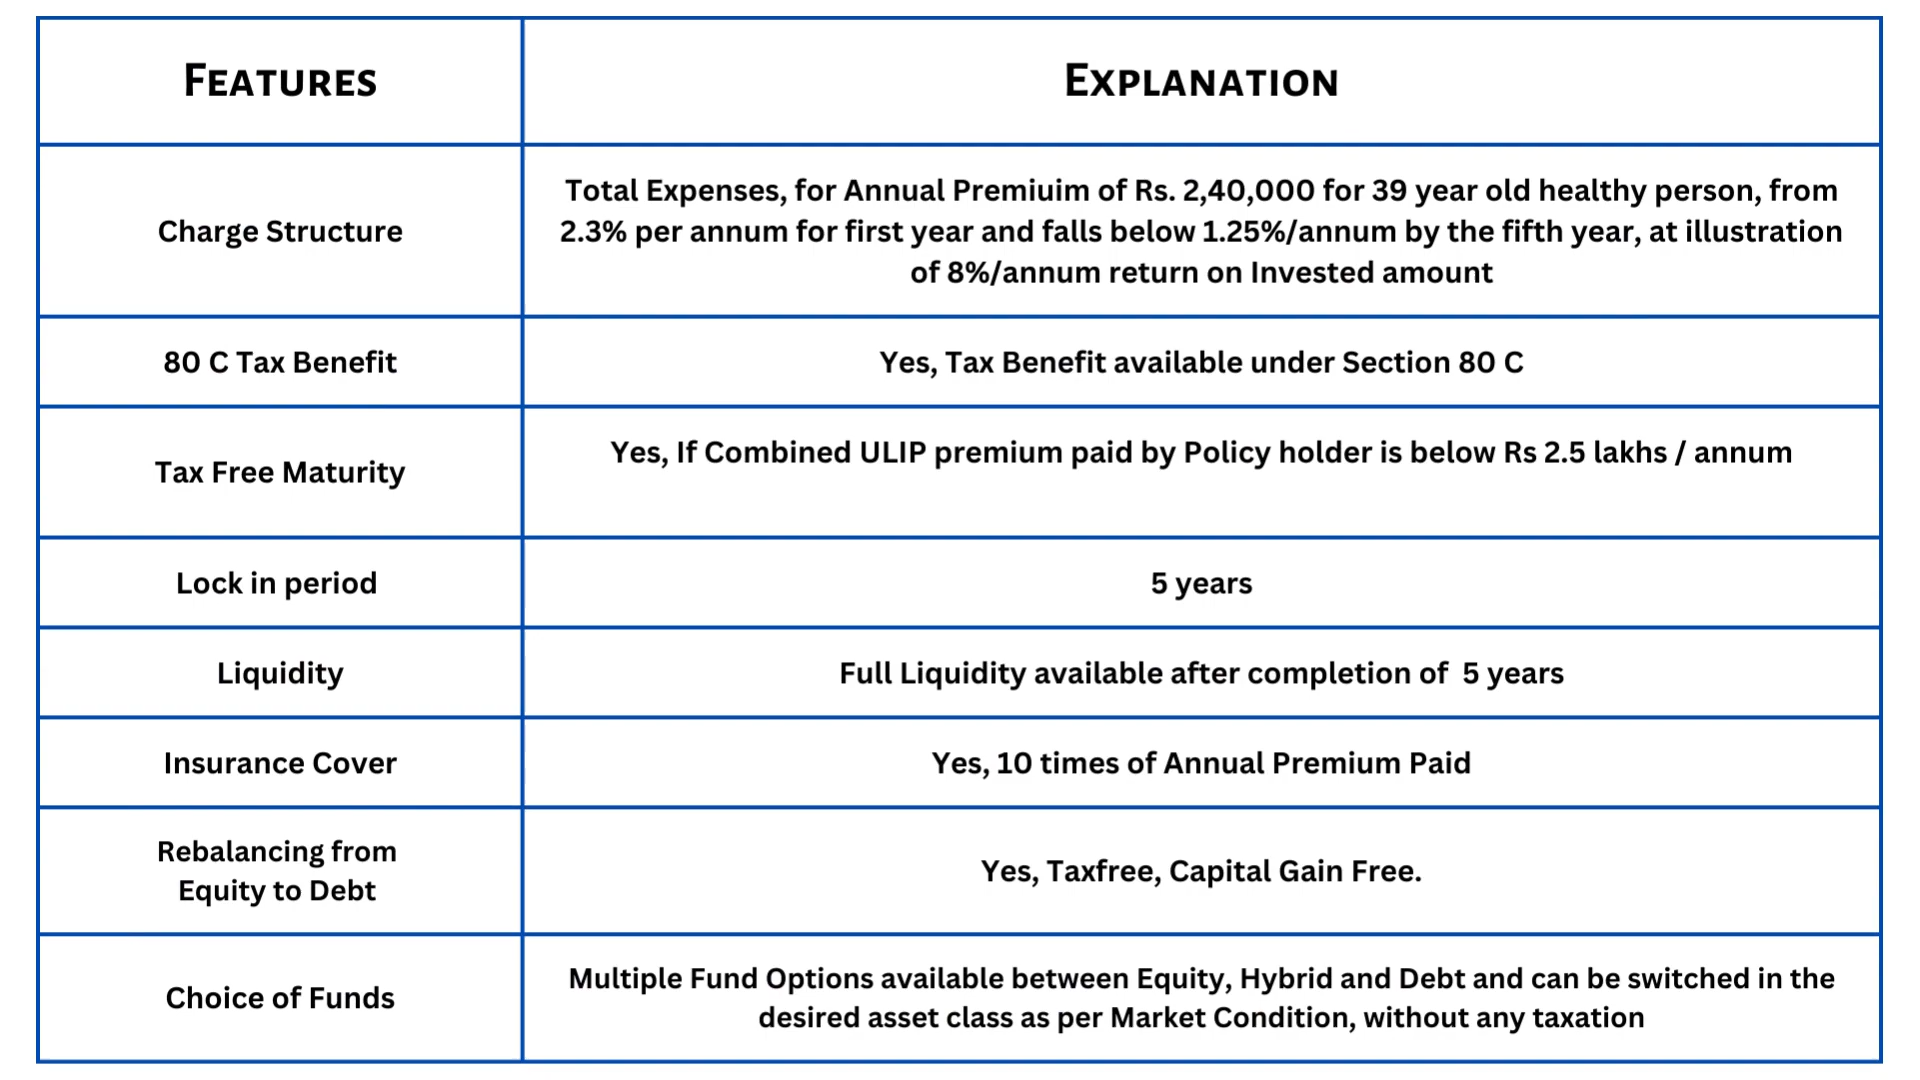 FEATURES
EXPLANATION
Charge Structure
Total Expenses, for Annual Premiuim of Rs. 2,40,000 for 39 year old healthy person, from
2.3% per annum for first year and falls below 1.25%/annum by the fifth year, at illustration
of 8%/annum return on Invested amount
80 C Tax Benefit
Yes, Tax Benefit available under Section 80 C
Tax Free Maturity
Yes, If Combined ULIP premium paid by Policy holder is below Rs 2.5 lakhs / annum
Lock in period
5 years
Liquidity
Full Liquidity available after completion of  5 years
Insurance Cover
Yes, 10 times of Annual Premium Paid
Rebalancing from
Equity to Debt
Yes, Taxfree, Capital Gain Free.
Choice of Funds
Multiple Fund Options available between Equity, Hybrid and Debt and can be switched in the
desired asset class as per Market Condition, without any taxation